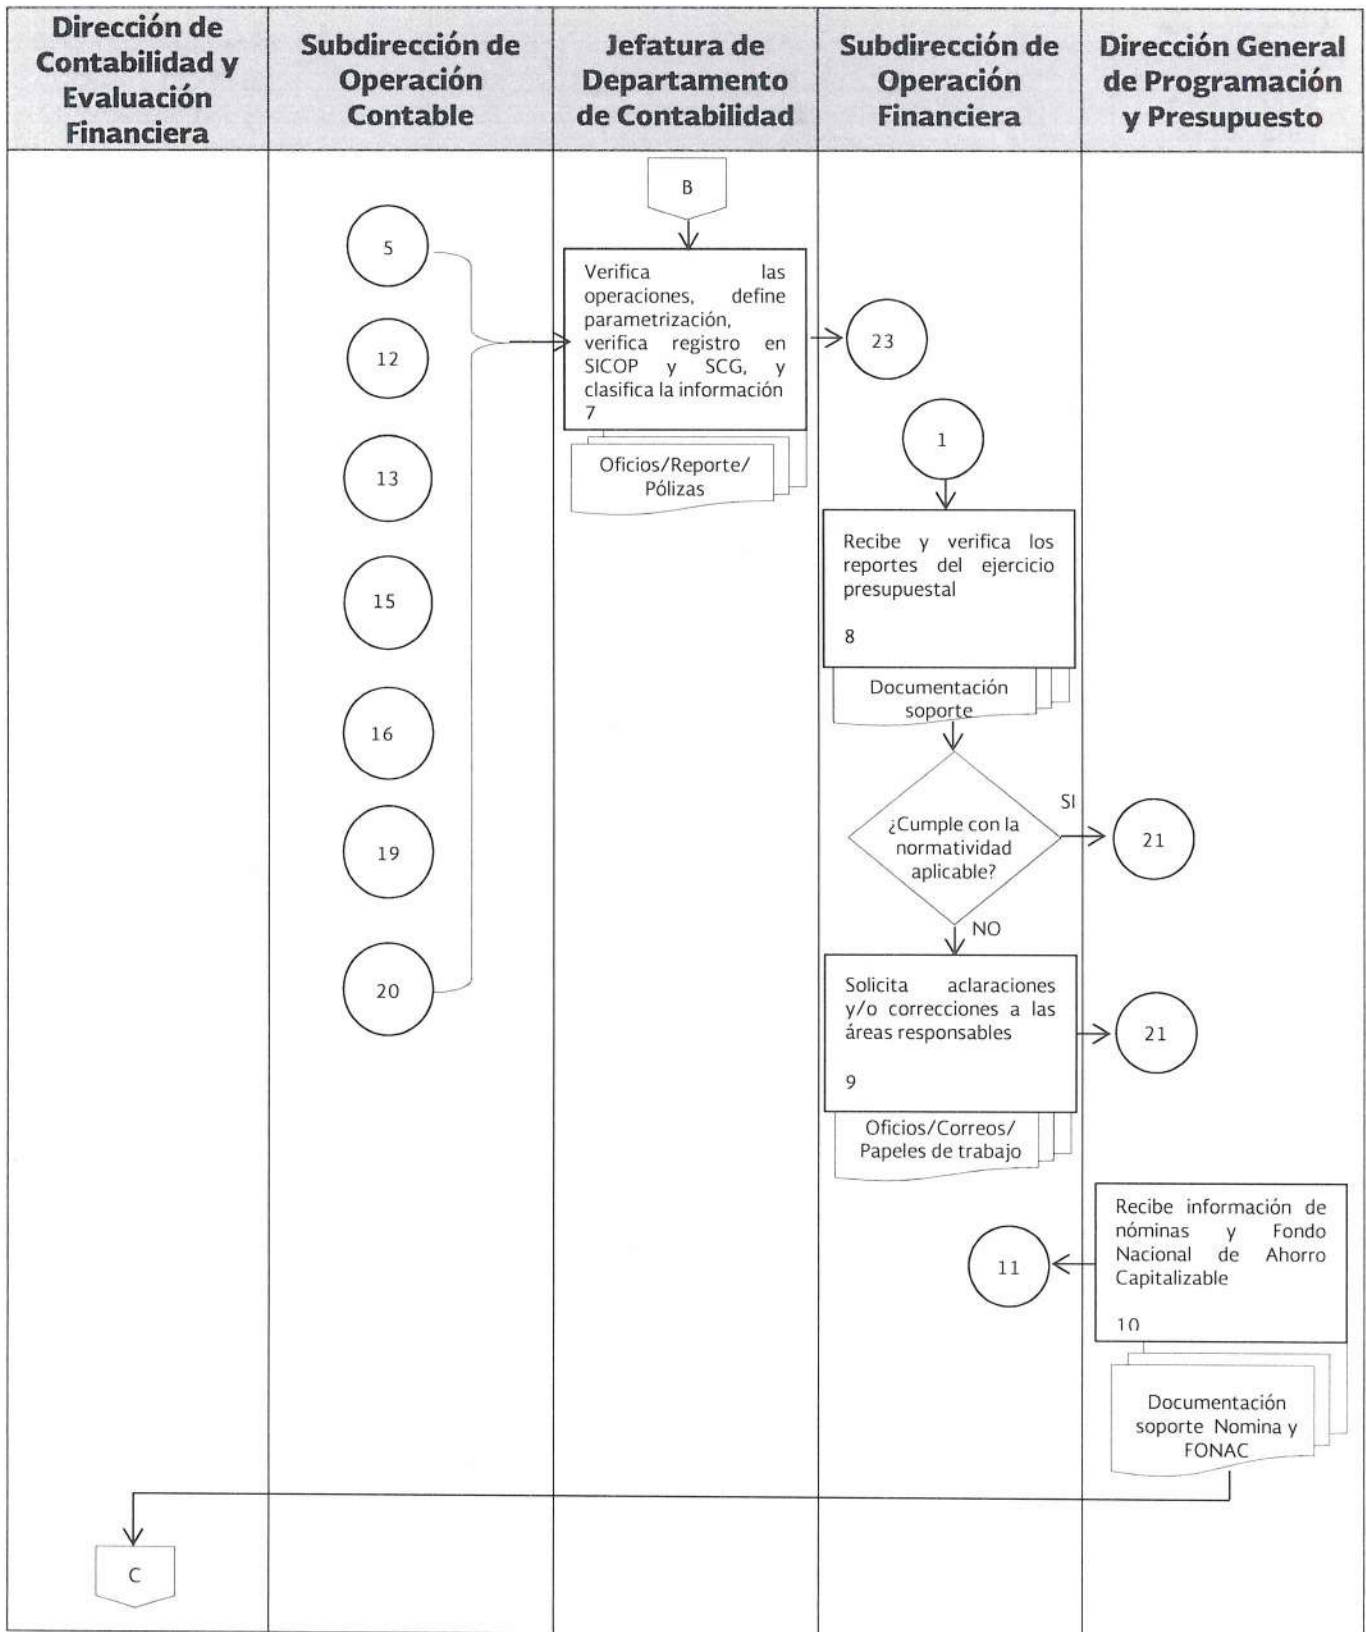 Dirección de
Contabilidad y
Evaluación
Financiera
Subdirección de
Operación
Contable
Jefatura de
Departamento
de Contabilidad
Subdirección de
Operación
Financiera
Dirección General
de Programación
y Presupuesto
B
5
12
13
15
16
19
20
Verifica las
operaciones, define
parametrización,
verifica registro en
SICOP y SCG, y
clasifica la información
7
Oficios/Reporte/
Pólizas
23
1
Recibe y verifica los
reportes del ejercicio
presupuestal
8
Documentación
soporte
¿Cumple con la
normatividad
aplicable?
SI
21
NO
Solicita aclaraciones
y/o correcciones a las
áreas responsables
9
21
Oficios/Correos/
Papeles de trabajo
Recibe información de
nóminas y Fondo
Nacional de Ahorro
Capitalizable
10
11
Documentación
soporte Nomina y
FONAC
C